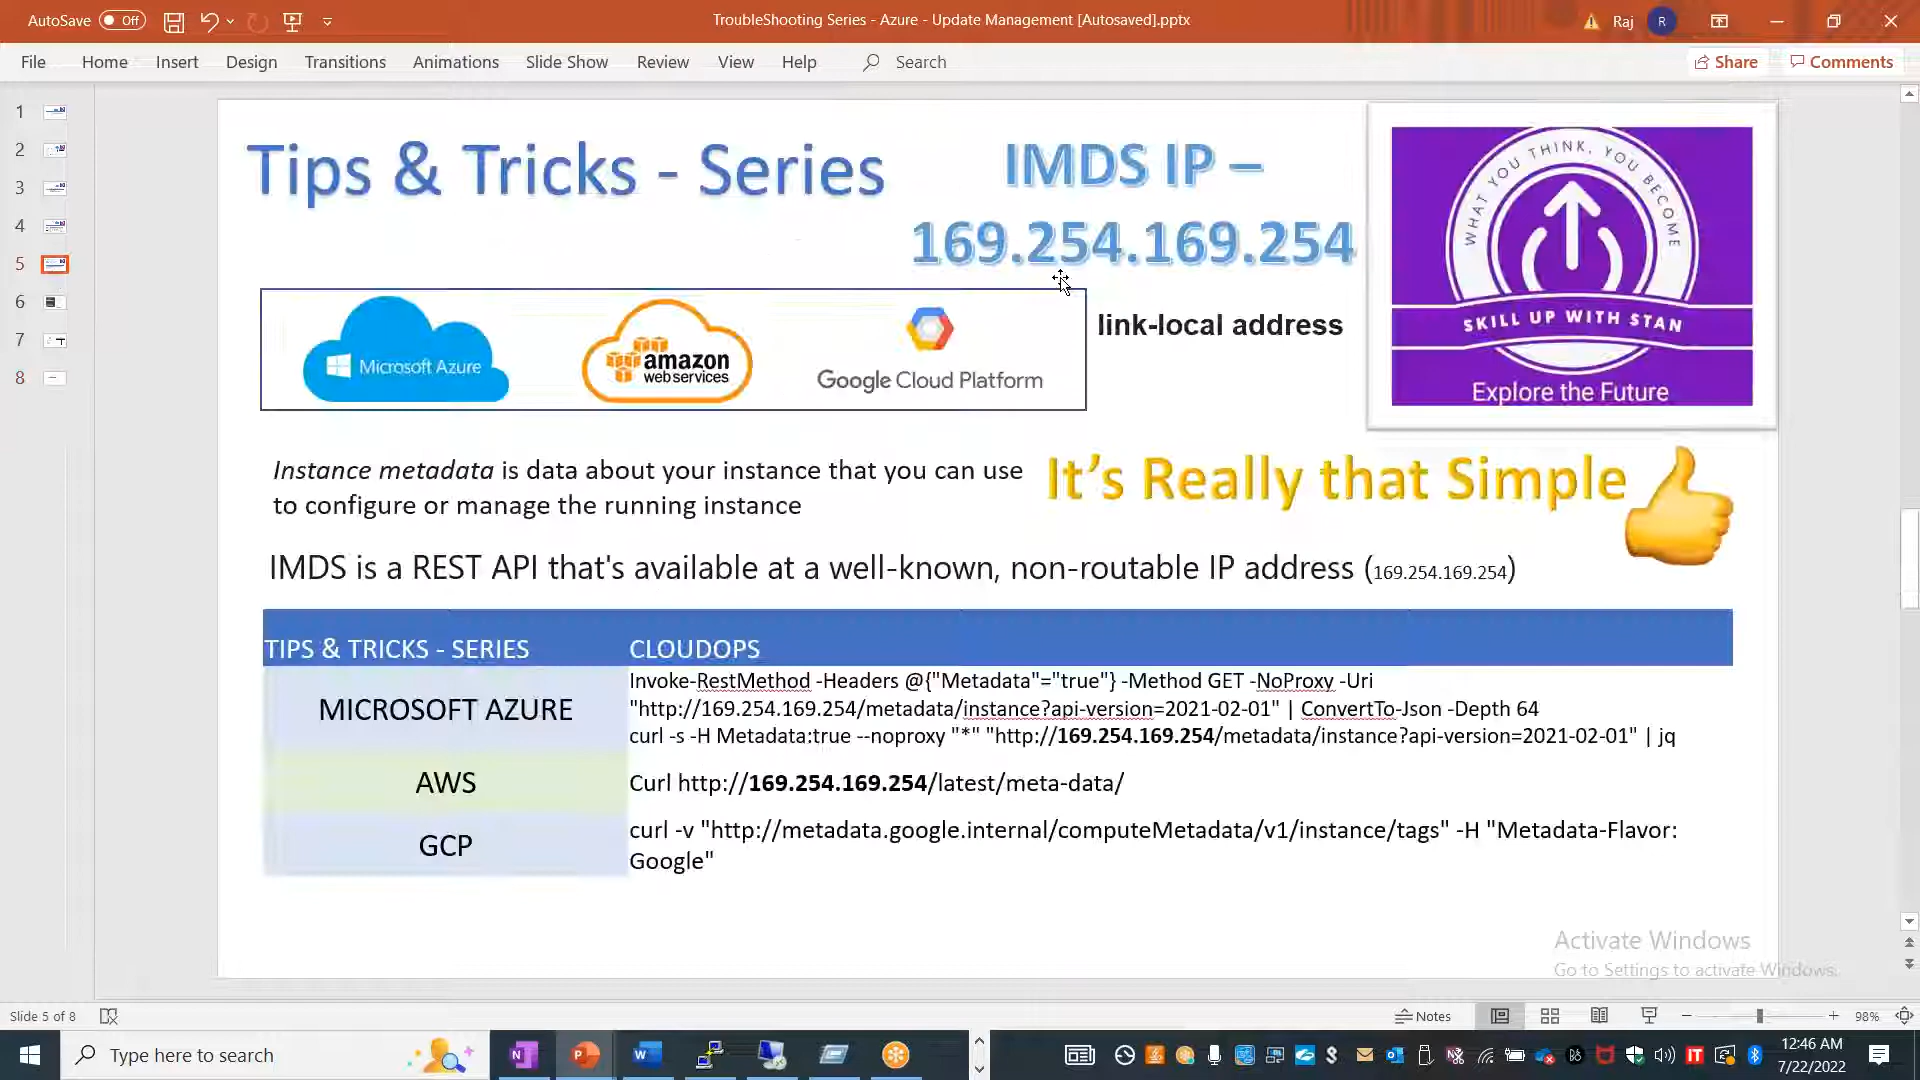 AutoSave Off
TroubleShooting Series - Azure - Update Management [Autosaved].pptx
Raj R
File Home Insert Design Transitions Animations Slide Show Review View Help Search
Share Comments
1
2
3
4
5
6
7
8
Tips & Tricks - Series
IMDS IP –
169.254.169.254
WHAT YOU THINK, YOU BECOME
SKILL UP WITH STAN
Explore the Future
Microsoft Azure
amazon
webservices
Google Cloud Platform
link-local address
Instance metadata is data about your instance that you can use
to configure or manage the running instance
It's Really that Simple
IMDS is a REST API that's available at a well-known, non-routable IP address (169.254.169.254)
TIPS & TRICKS - SERIES CLOUDOPS
MICROSOFT AZURE
Invoke-RestMethod -Headers @{"Metadata"="true"} -Method GET -NoProxy -Uri
"http://169.254.169.254/metadata/instance?api-version=2021-02-01" | ConvertTo-Json -Depth 64
curl -s -H Metadata:true --noproxy "*" "http://169.254.169.254/metadata/instance?api-version=2021-02-01" | jq
AWS
Curl http://169.254.169.254/latest/meta-data/
GCP
curl -v "http://metadata.google.internal/computeMetadata/v1/instance/tags" -H "Metadata-Flavor:
Google"
Activate Windows
Go to Settings to activate Windows.
Slide 5 of 8
Notes
98%
Type here to search
12:46 AM
7/22/2022